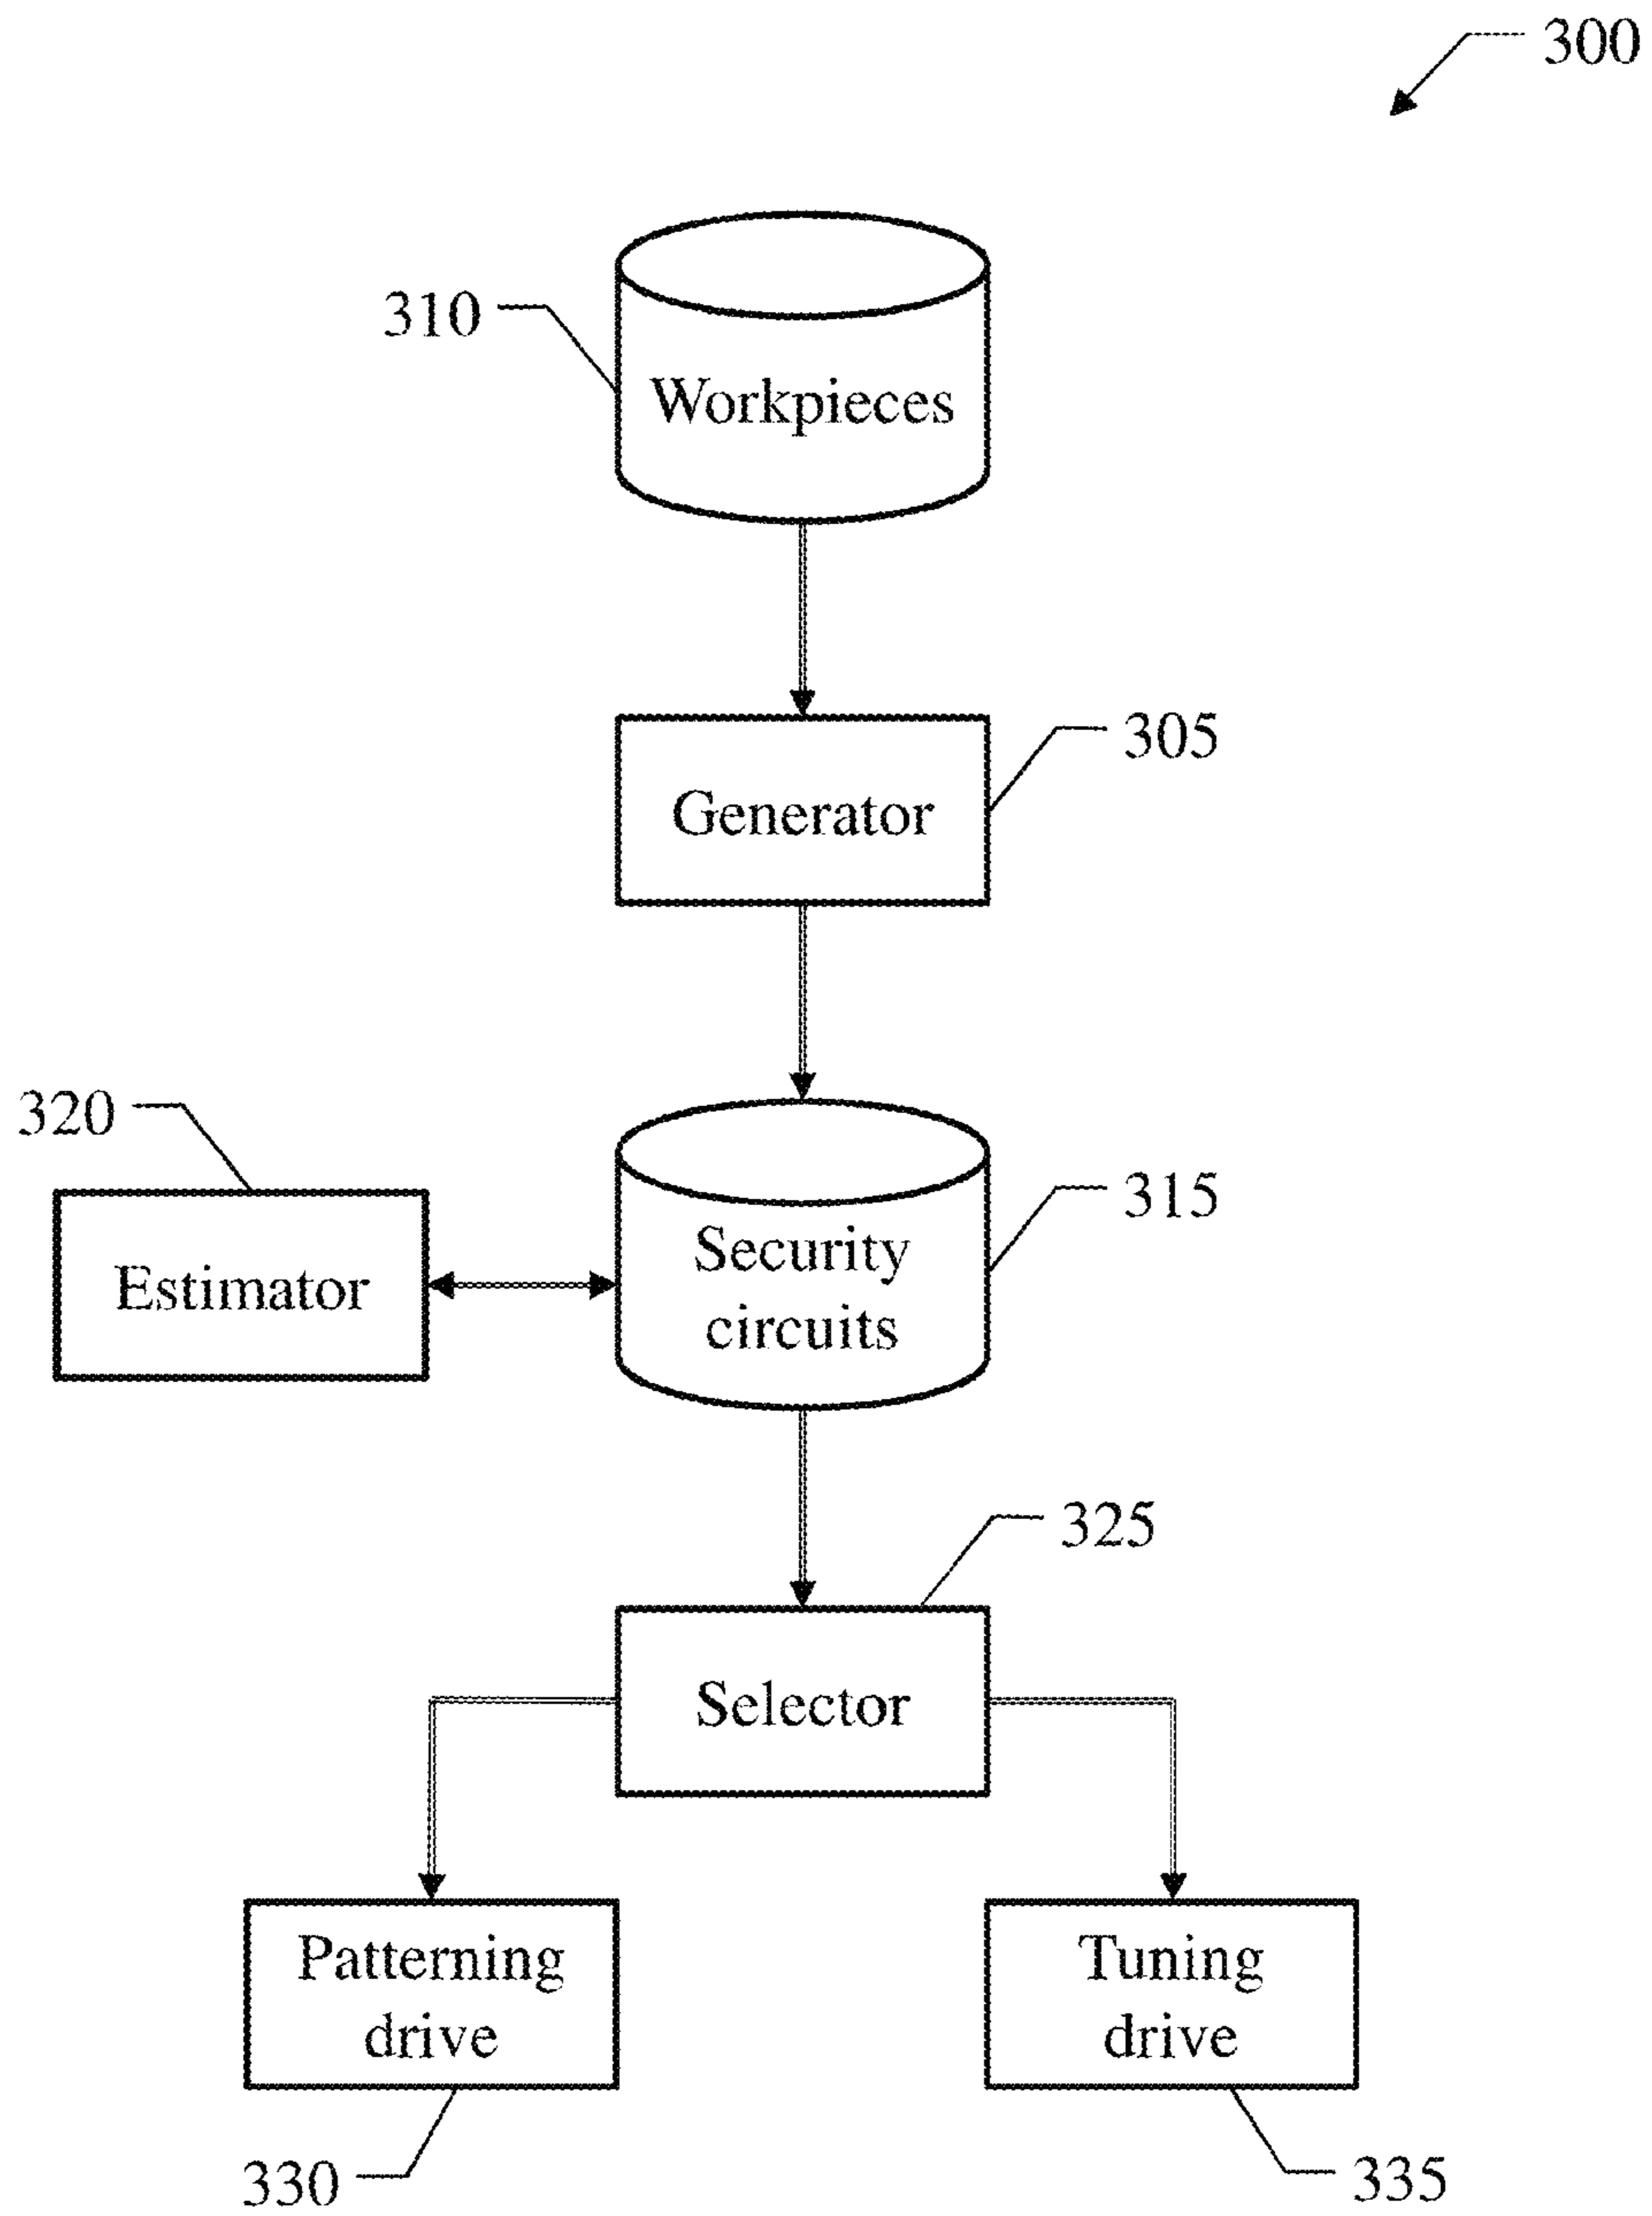 300
310
Workpieces
305
Generator
320
315
Security
circuits
Estimator
325
Selector
Patterning
drive
Tuning
drive
330
335